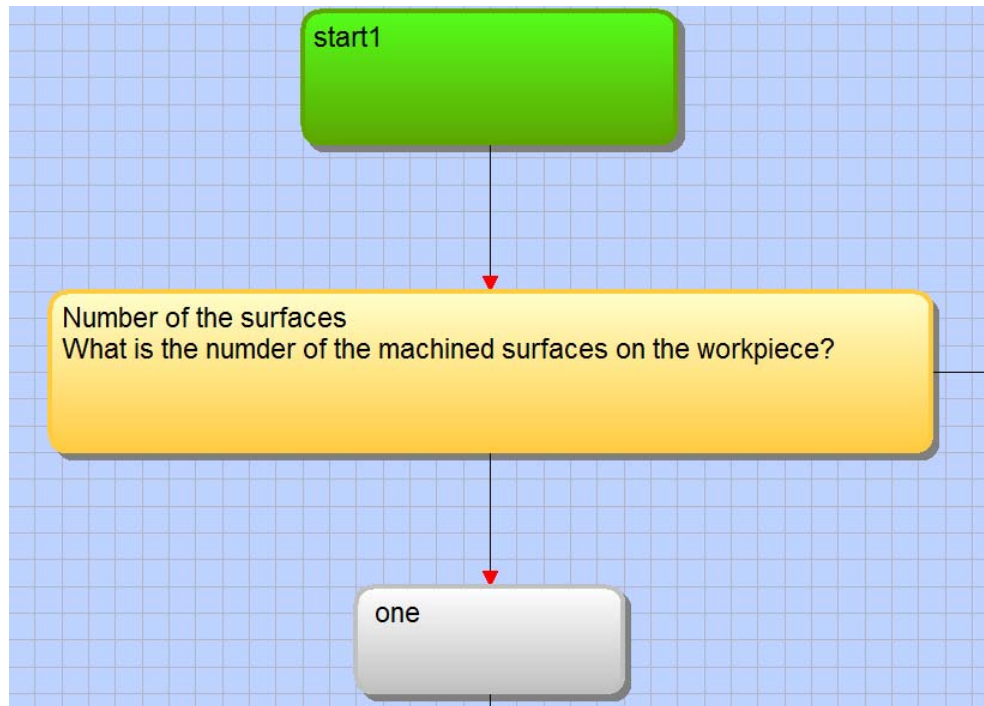 start1
Number of the surfaces
What is the numder of the machined surfaces on the workpiece?
one